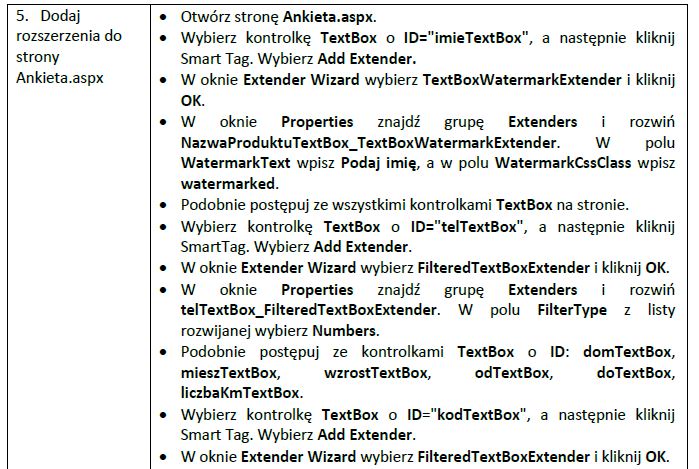 5. Dodaj
rozszerzenia do
strony
Ankieta.aspx
• Otwórz stronę Ankieta.aspx.
• Wybierz kontrolkę TextBox o ID="imieTextBox", a następnie kliknij
Smart Tag. Wybierz Add Extender.
• W oknie Extender Wizard wybierz TextBoxWatermarkExtender i kliknij
OK.
• W oknie Properties znajdź grupę Extenders i rozwiń
NazwaProduktuTextBox_TextBoxWatermarkExtender. W polu
WatermarkText wpisz Podaj imię, a w polu WatermarkCssClass wpisz
watermarked.
• Podobnie postępuj ze wszystkimi kontrolkami TextBox na stronie.
• Wybierz kontrolkę TextBox o ID="telTextBox", a następnie kliknij
SmartTag. Wybierz Add Extender.
• W oknie Extender Wizard wybierz FilteredTextBoxExtender i kliknij OK.
• W oknie Properties znajdź grupę Extenders i rozwiń
telTextBox_FilteredTextBoxExtender. W polu FilterType z listy
rozwijanej wybierz Numbers.
• Podobnie postępuj ze kontrolkami TextBox o ID: domTextBox,
mieszTextBox, wzrostTextBox, odTextBox, doTextBox,
liczbaKmTextBox.
• Wybierz kontrolkę TextBox o ID="kodTextBox", a następnie kliknij
Smart Tag. Wybierz Add Extender.
• W oknie Extender Wizard wybierz FilteredTextBoxExtender i kliknij OK.